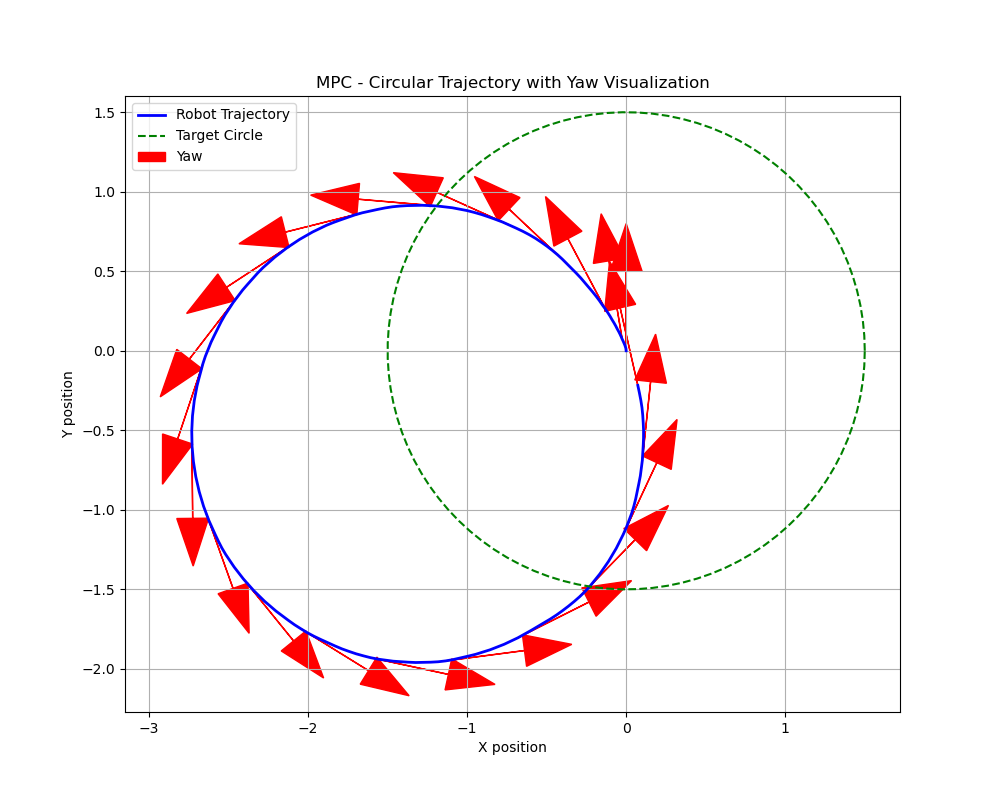 MPC - Circular Trajectory with Yaw Visualization
Robot Trajectory
Target Circle
Yaw
1.5
1.0
0.5
0.0
−0.5
−1.0
−1.5
−2.0
Y position
−3
−2
−1
0
1
X position